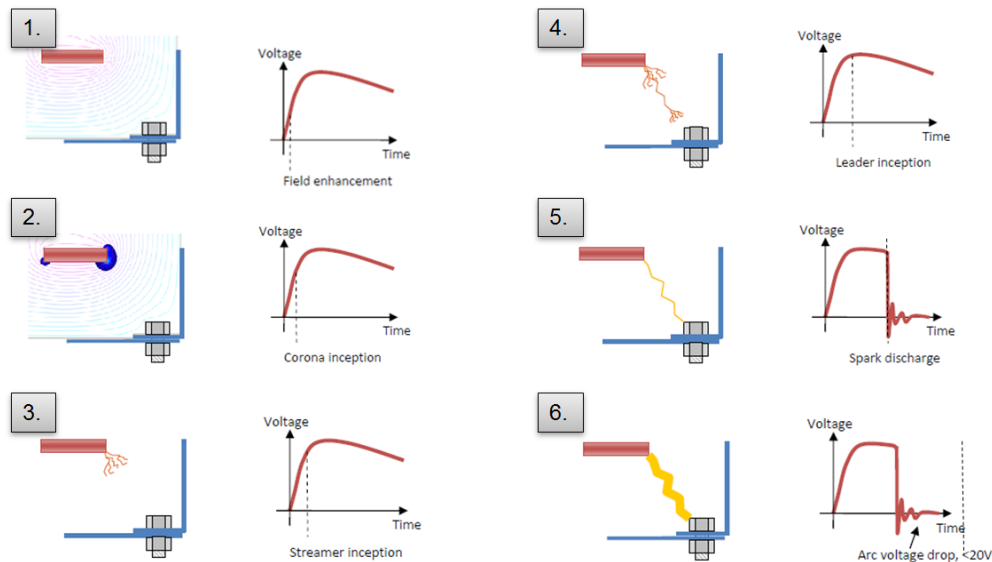 1.
Voltage
Time
Field enhancement
2.
Voltage
Time
Corona inception
3.
Voltage
Time
Streamer inception
4.
Voltage
Time
Leader inception
5.
Voltage
Time
Spark discharge
6.
Voltage
Time
Arc voltage drop, <20V